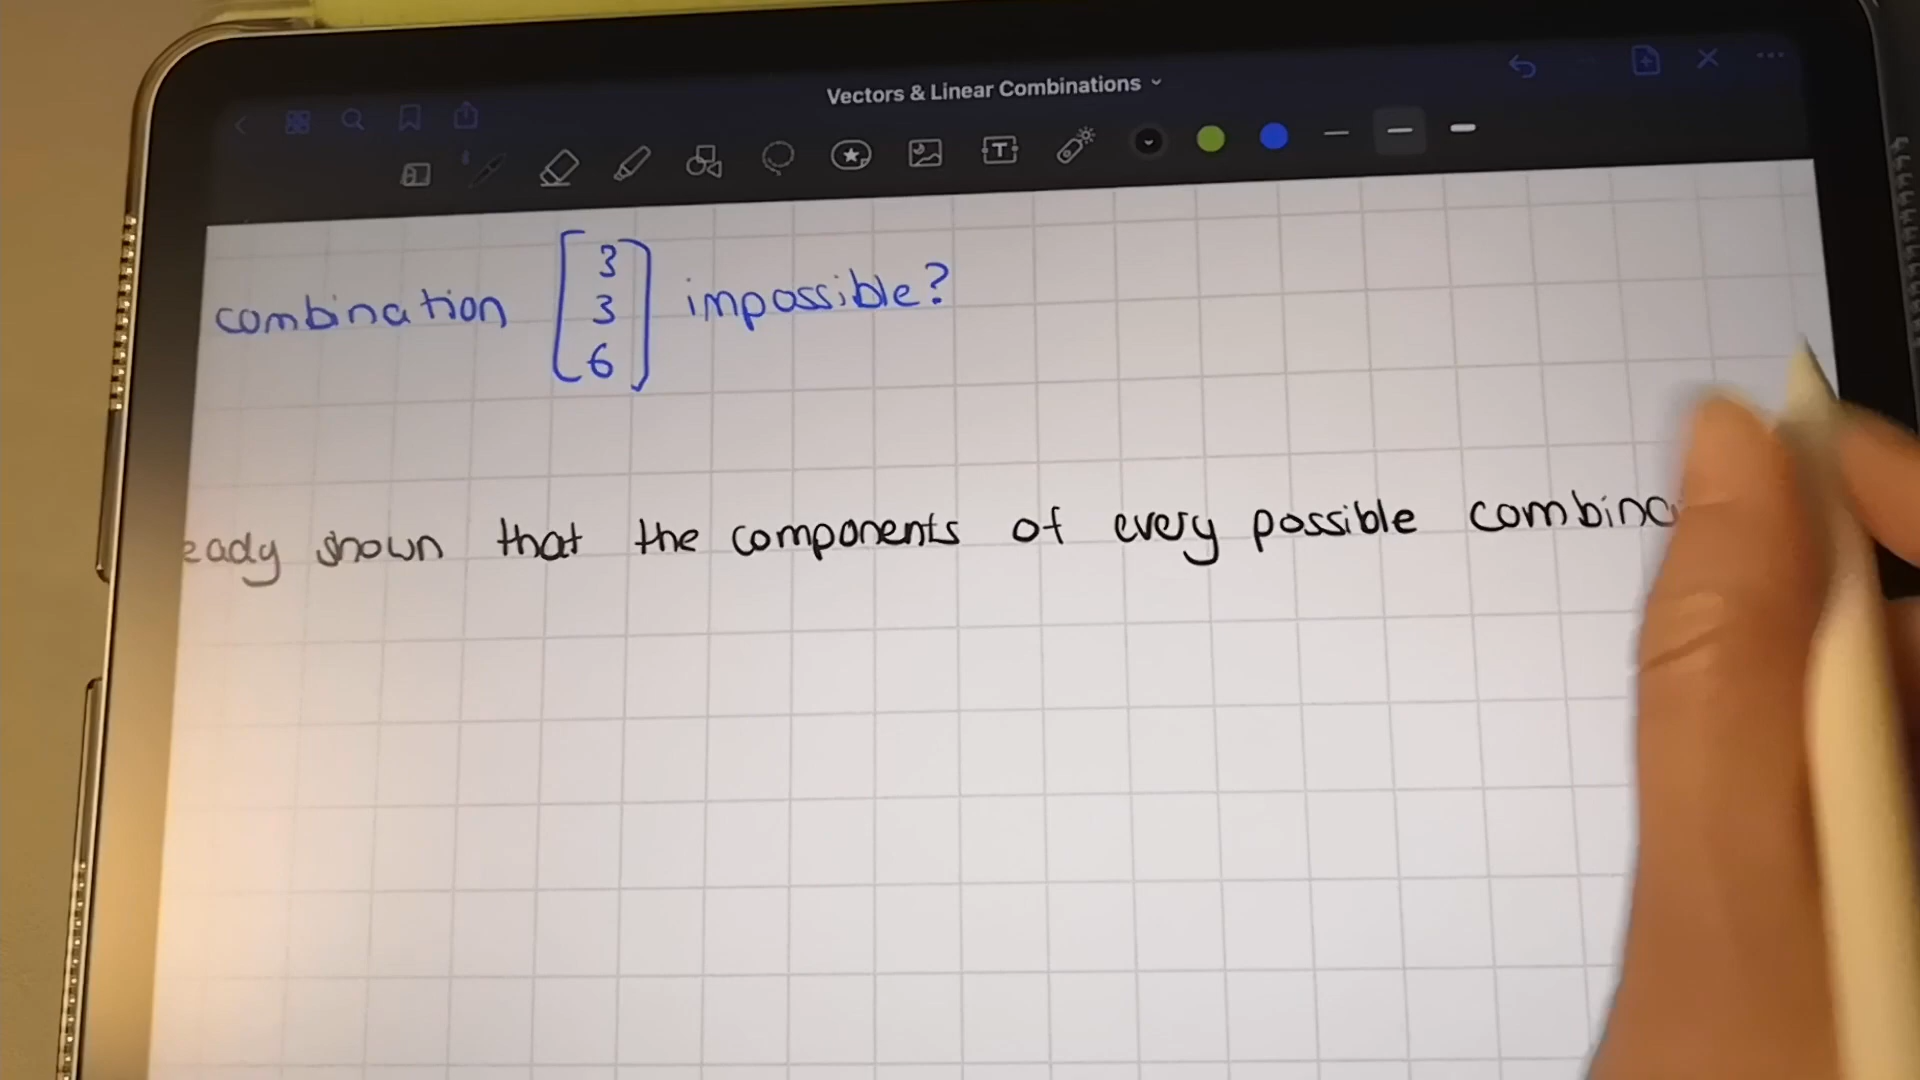 Vectors & Linear Combinations
combination [3 3 6] impossible?
eady shown that the components of every possible combina